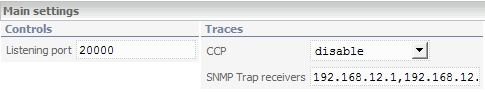 Main settings
Controls
Traces
Listening port 20000
CCP disable
SNMP Trap receivers 192.168.12.1,192.168.12.